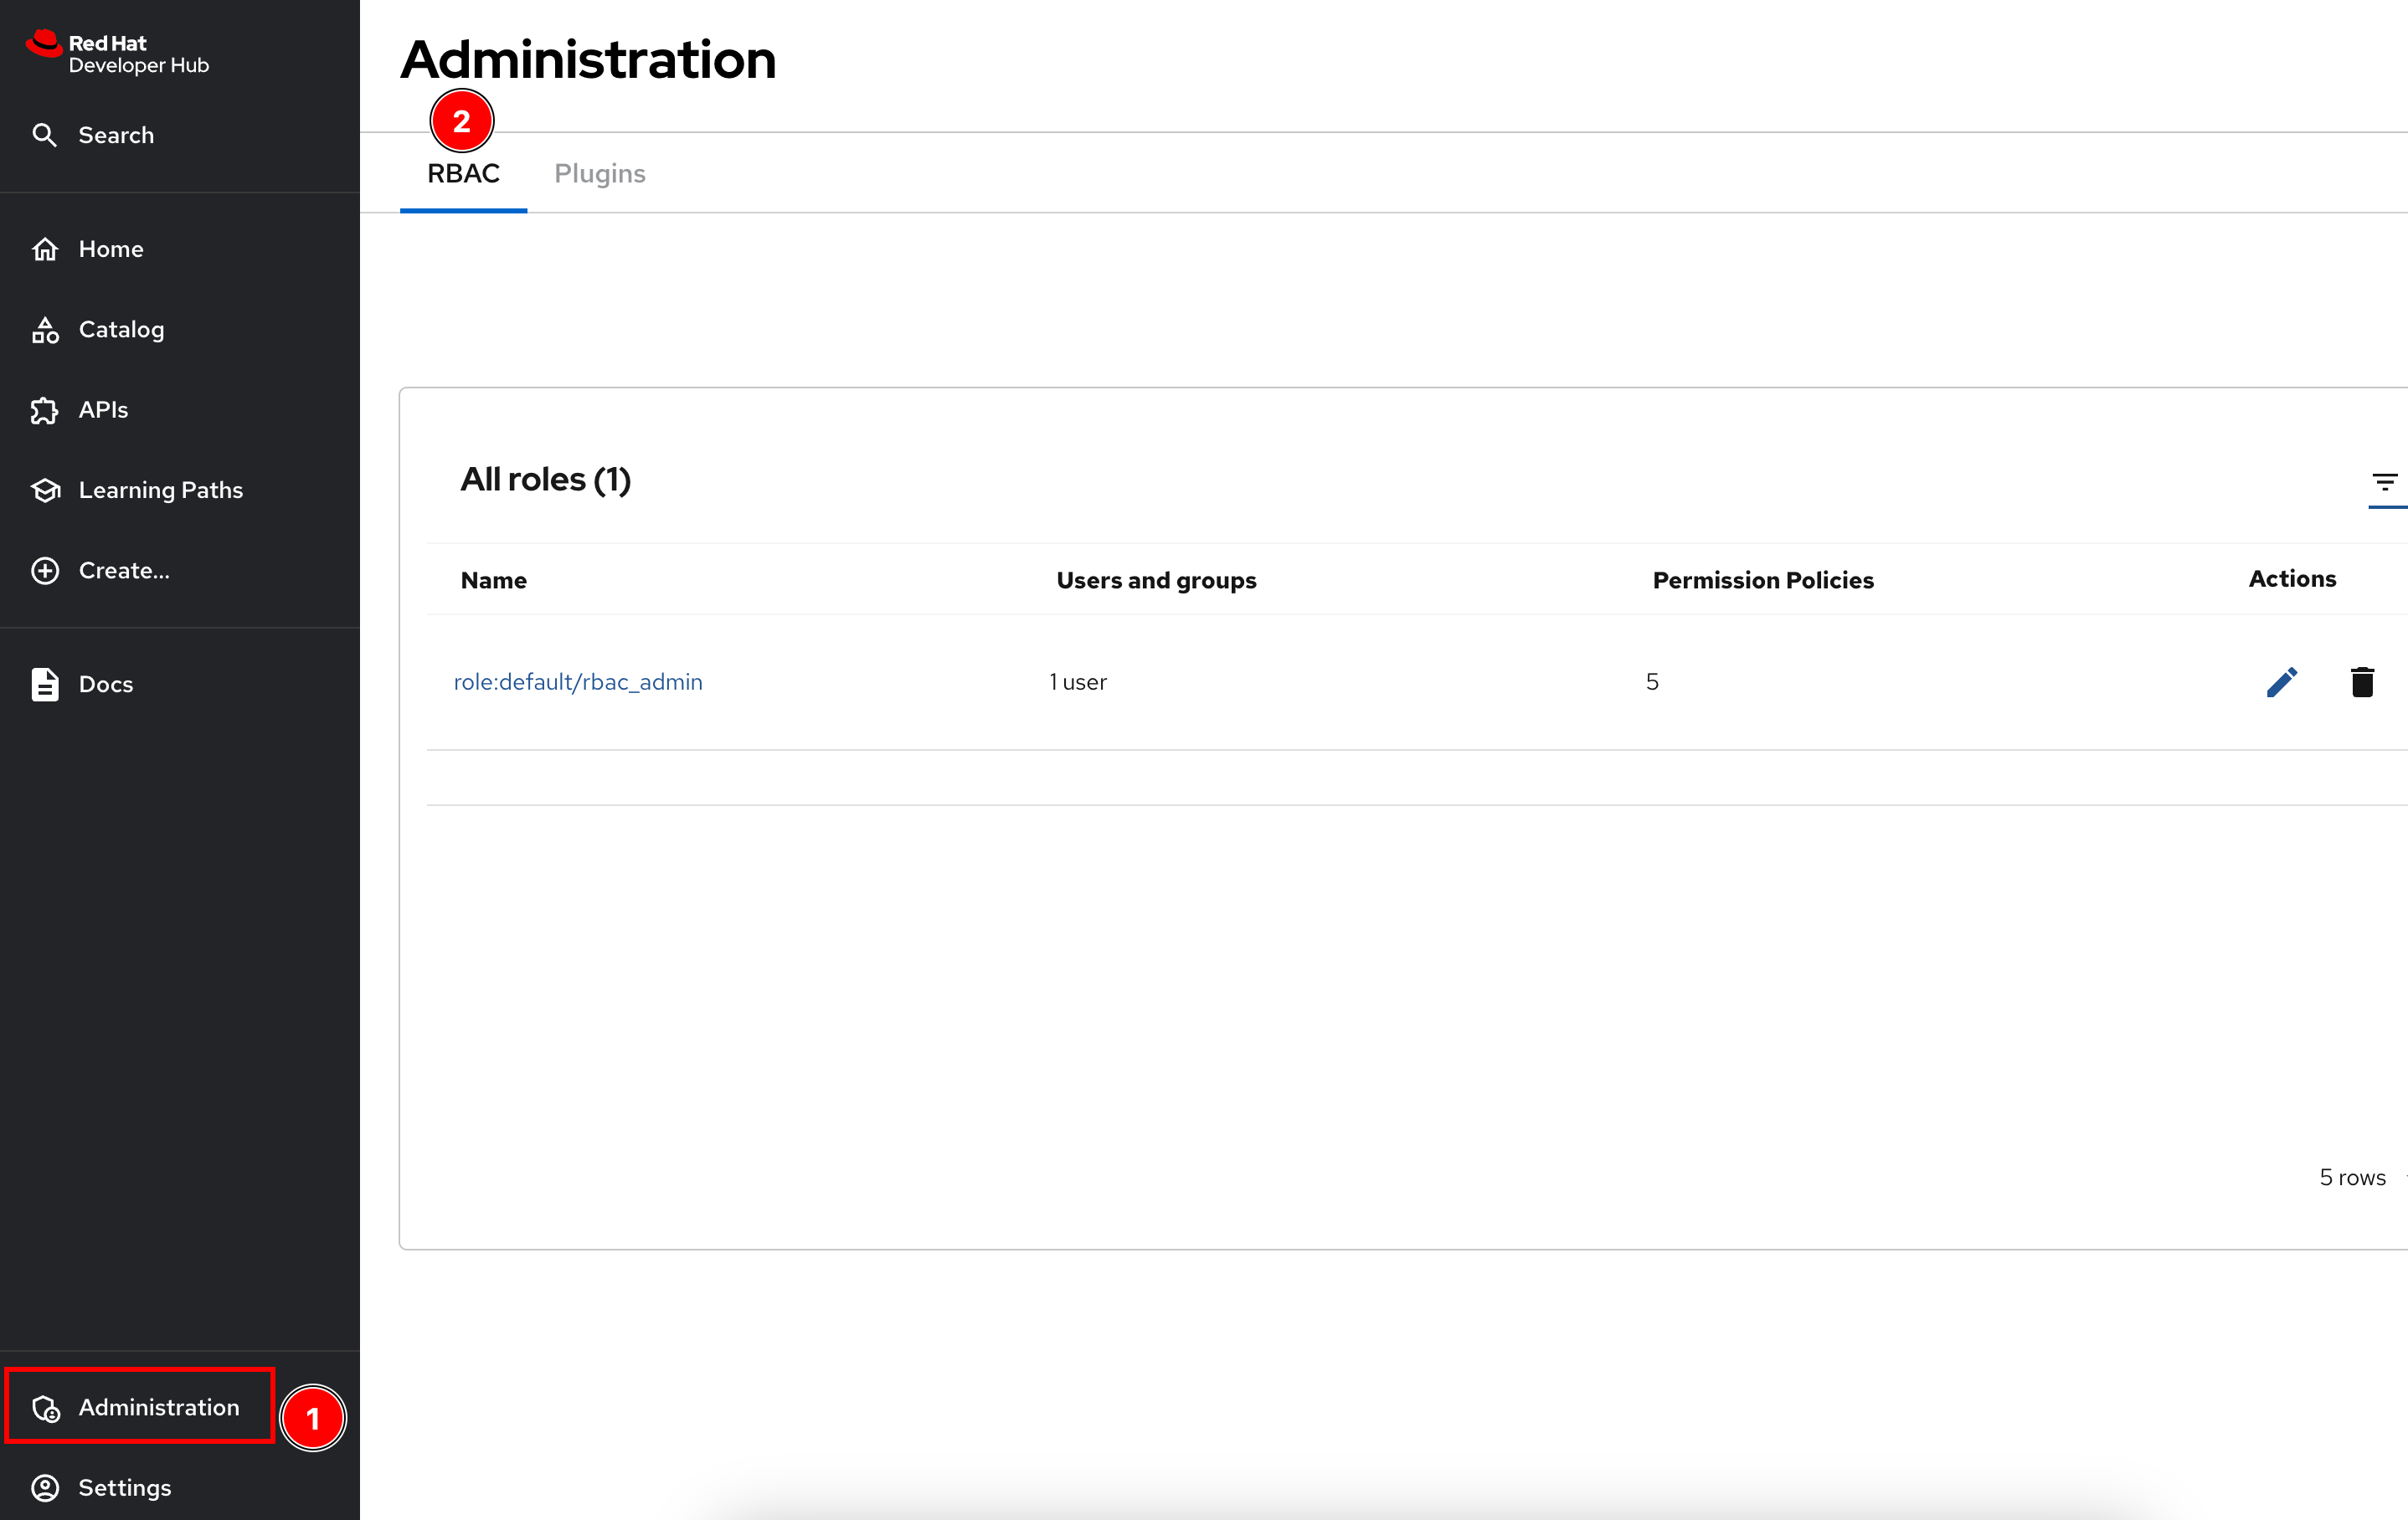 Red Hat
Developer Hub
Search
Home
Catalog
APIs
Learning Paths
Create...
Docs
Administration
1
Settings
Administration
2
RBAC Plugins
All roles (1)
Name Users and groups Permission Policies Actions
role:default/rbac_admin 1 user 5
5 rows